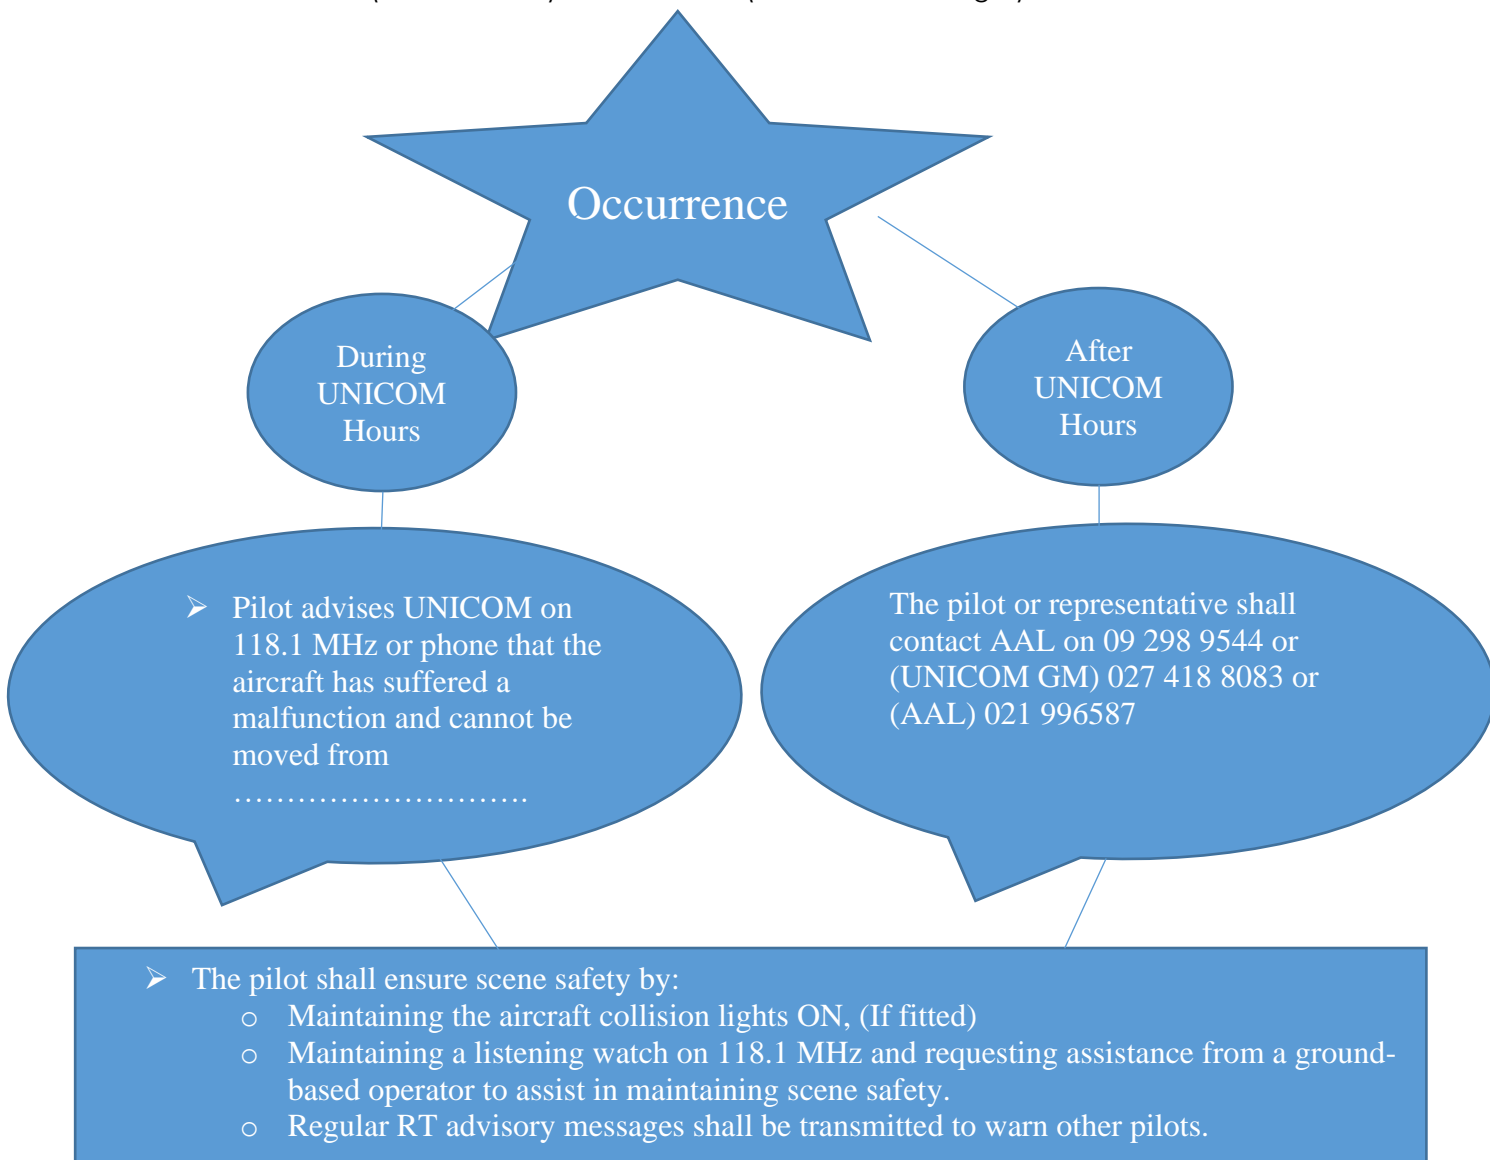 Occurrence
During
UNICOM
Hours
After
UNICOM
Hours
➢ Pilot advises UNICOM on
118.1 MHz or phone that the
aircraft has suffered a
malfunction and cannot be
moved from
……………………….
The pilot or representative shall
contact AAL on 09 298 9544 or
(UNICOM GM) 027 418 8083 or
(AAL) 021 996587
➢ The pilot shall ensure scene safety by:
o Maintaining the aircraft collision lights ON, (If fitted)
o Maintaining a listening watch on 118.1 MHz and requesting assistance from a ground-
based operator to assist in maintaining scene safety.
o Regular RT advisory messages shall be transmitted to warn other pilots.